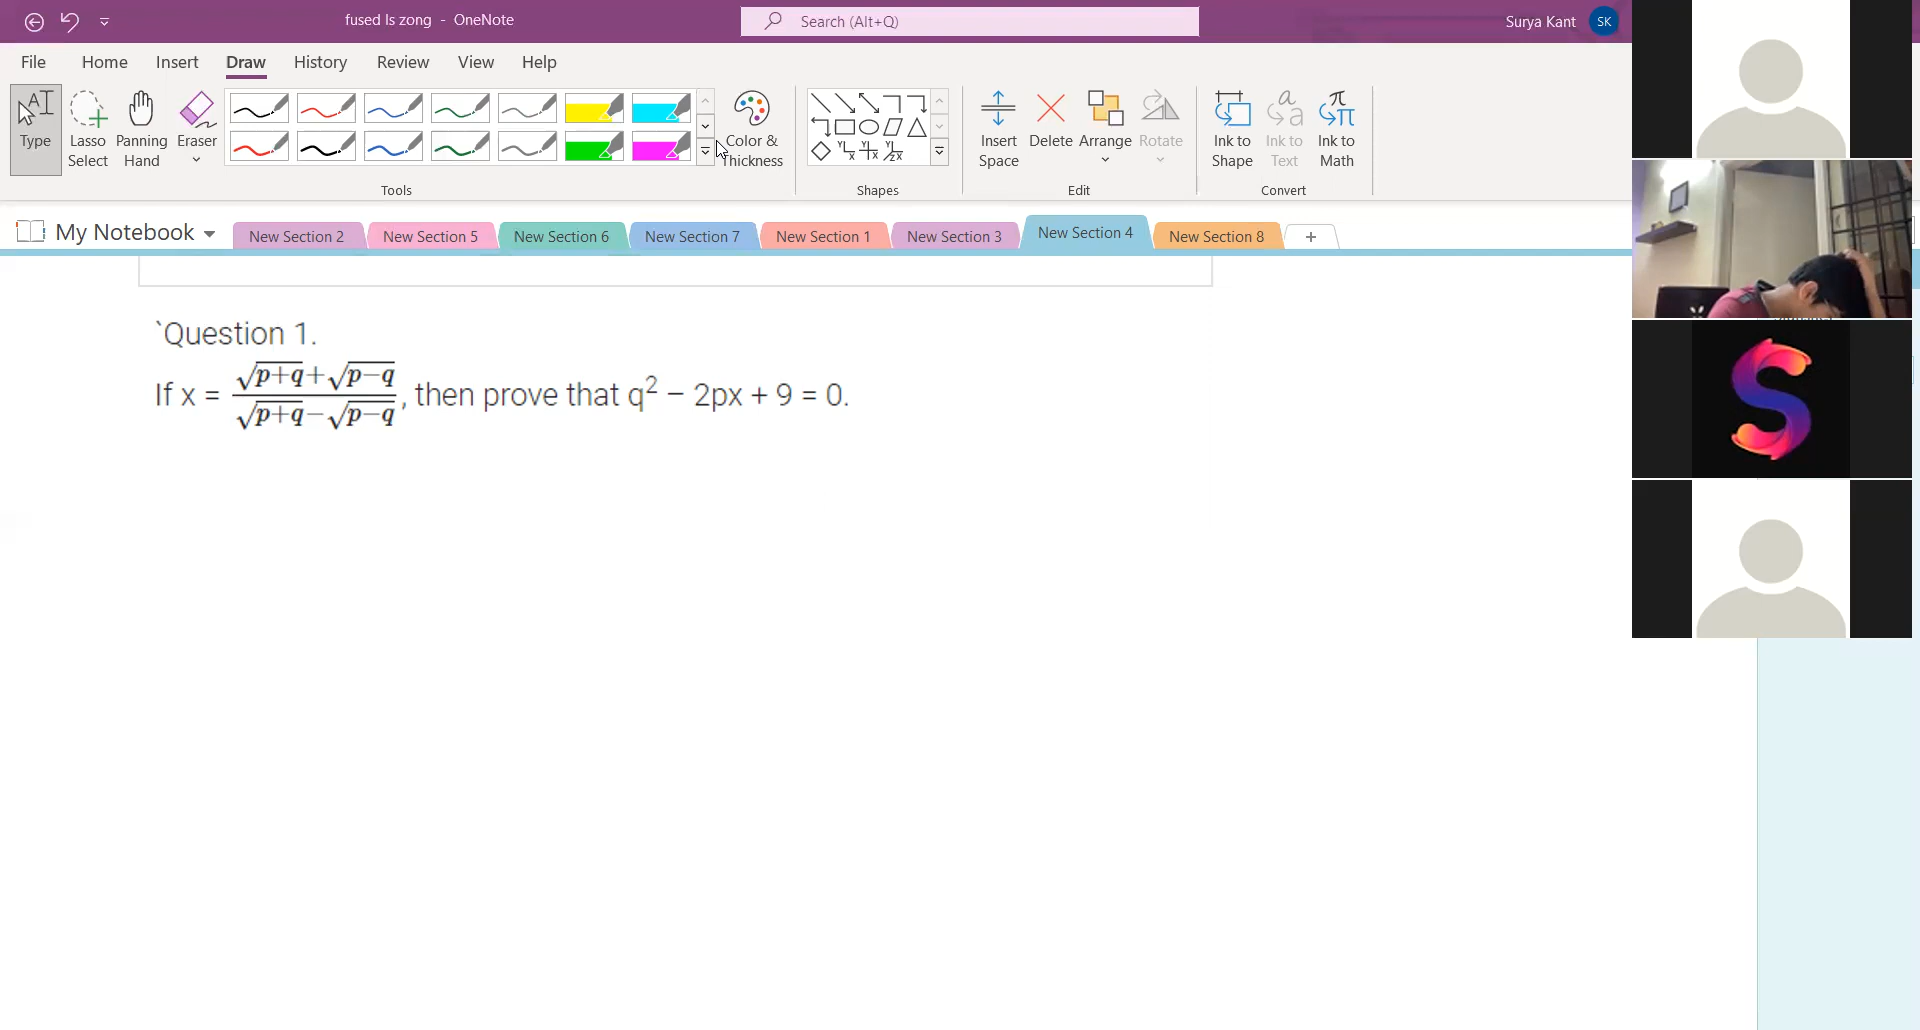 fused ls zong - OneNote
Search (Alt+Q)
Surya Kant SK
File Home Insert Draw History Review View Help
Type
Lasso Select
Panning Hand
Eraser
Color & Thickness
Insert Space
Delete
Arrange
Rotate
Ink to Shape
Ink to Text
Ink to Math
Tools Shapes Edit Convert
My Notebook New Section 2 New Section 5 New Section 6 New Section 7 New Section 1 New Section 3 New Section 4 New Section 8 +
`Question 1.
If x = (√p+q + √p−q) / (√p+q − √p−q), then prove that q² – 2px + 9 = 0.